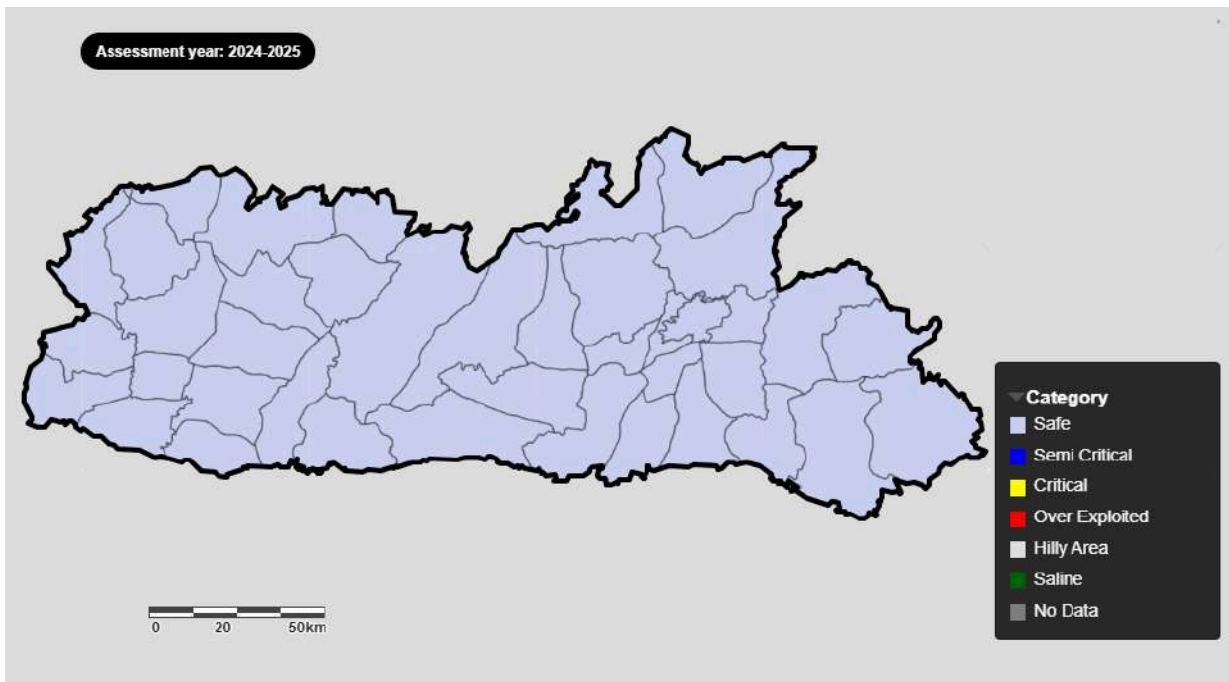 Assessment year: 2024-2025
Category
Safe
Semi Critical
Critical
Over Exploited
Hilly Area
Saline
No Data
0 20 50km